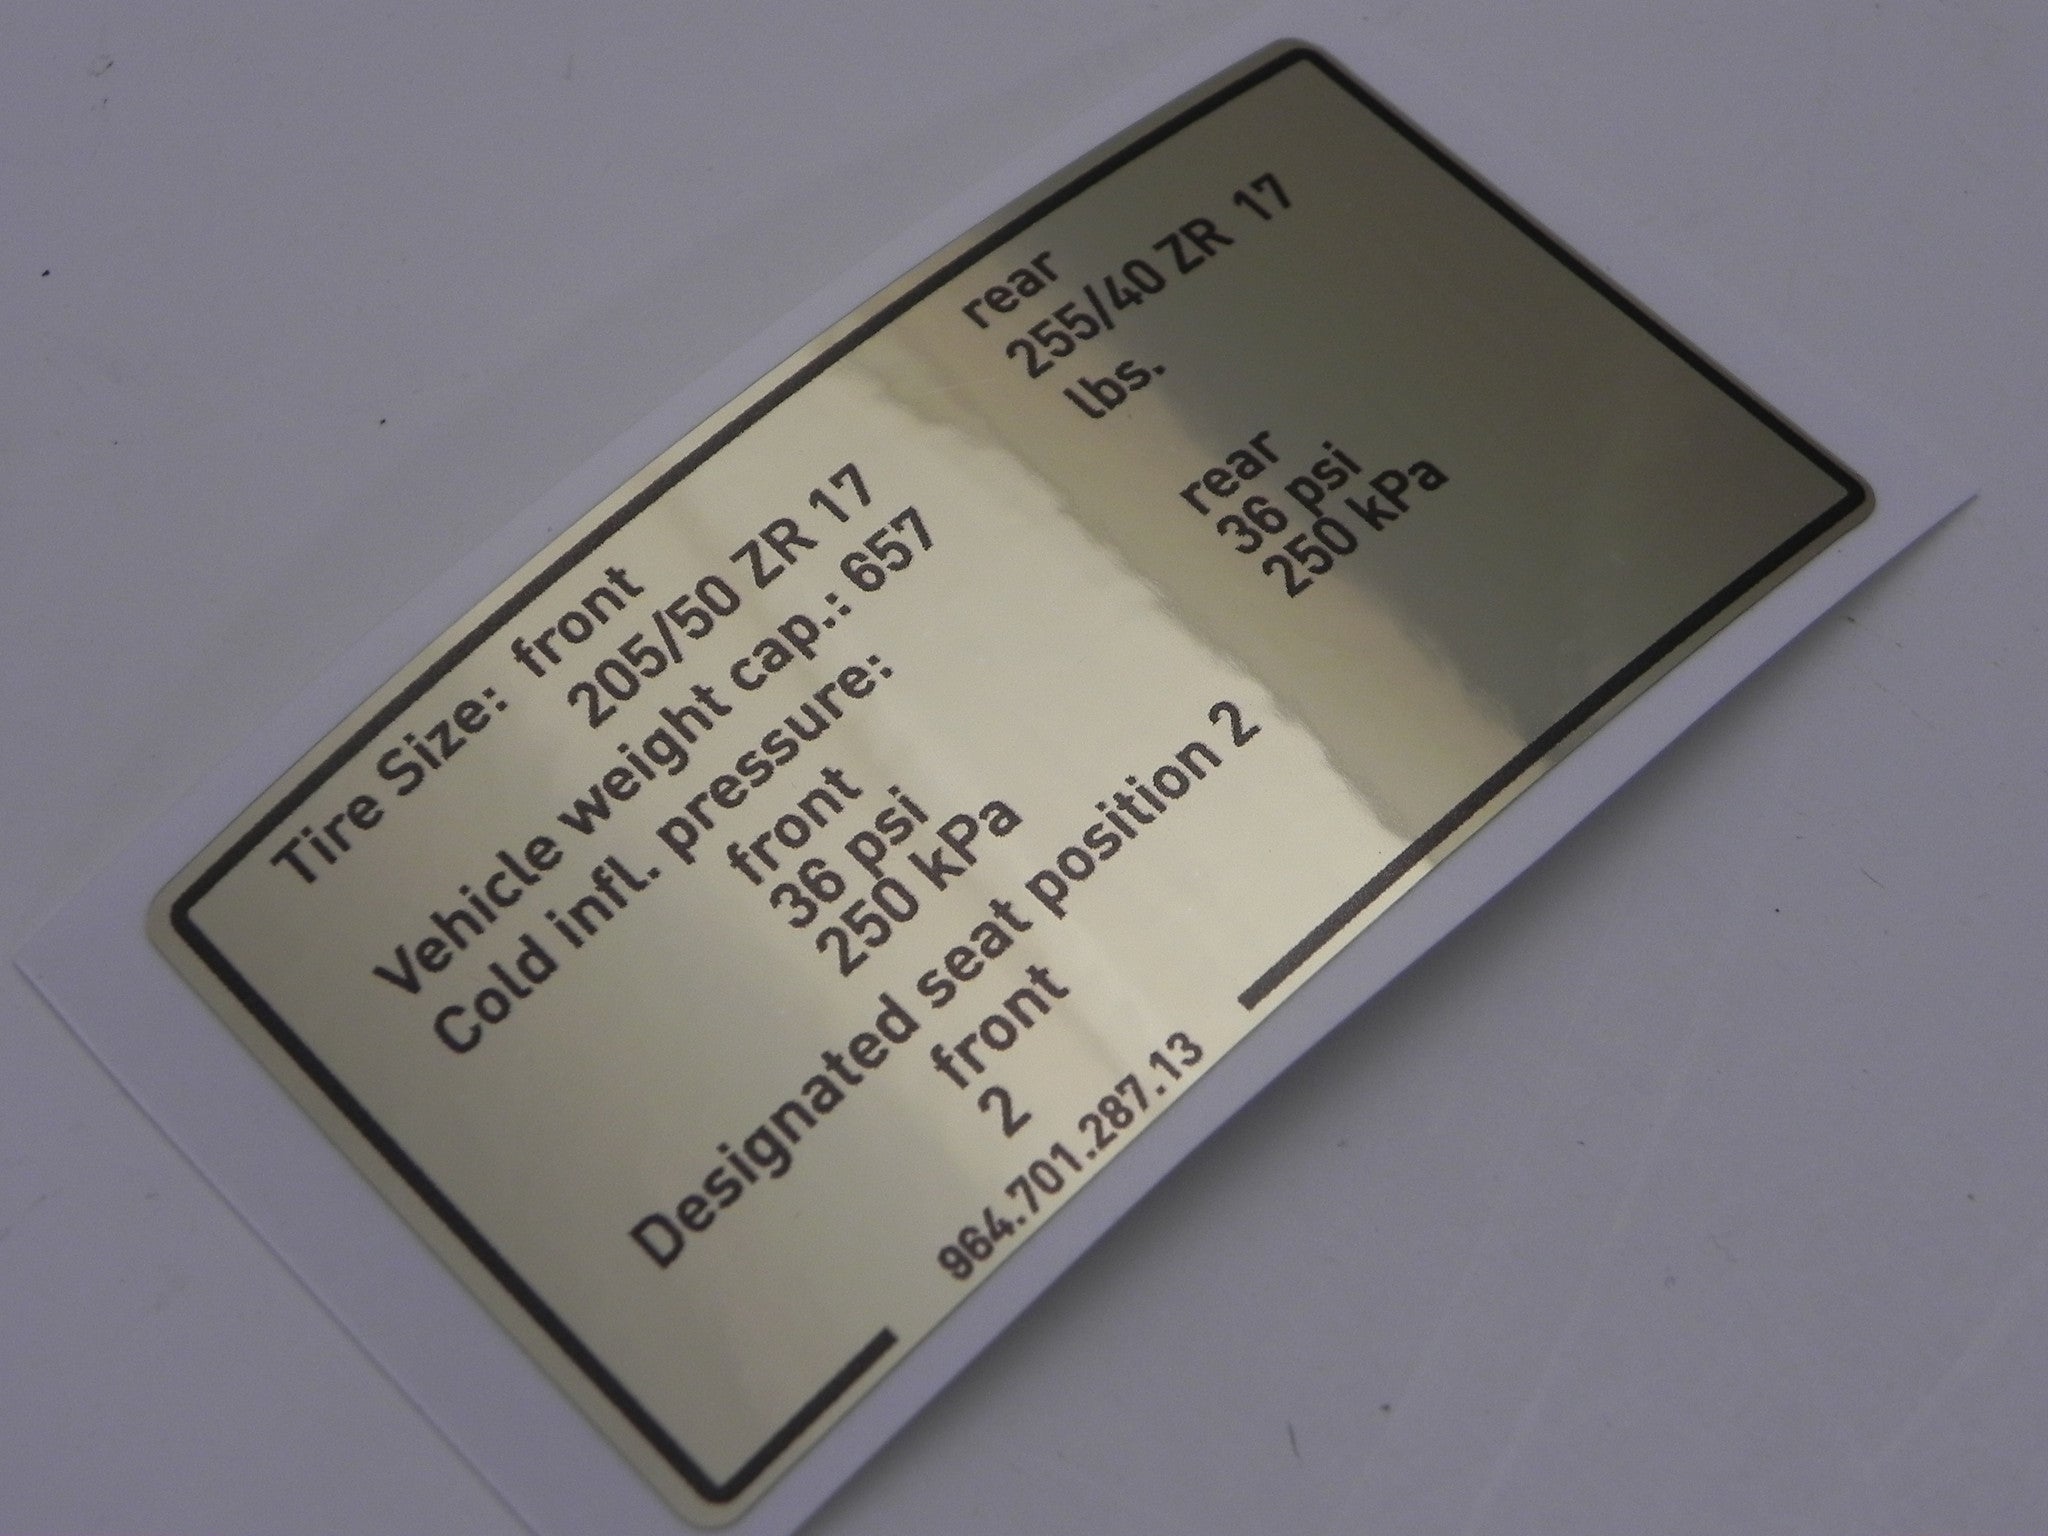 Tire Size: front rear
205/50 ZR 17 255/40 ZR 17
Vehicle weight cap.: 657 lbs.
Cold infl. pressure:
front rear
36 psi 36 psi
250 kPa 250 kPa
Designated seat position 2
front
2
964.701.287.13